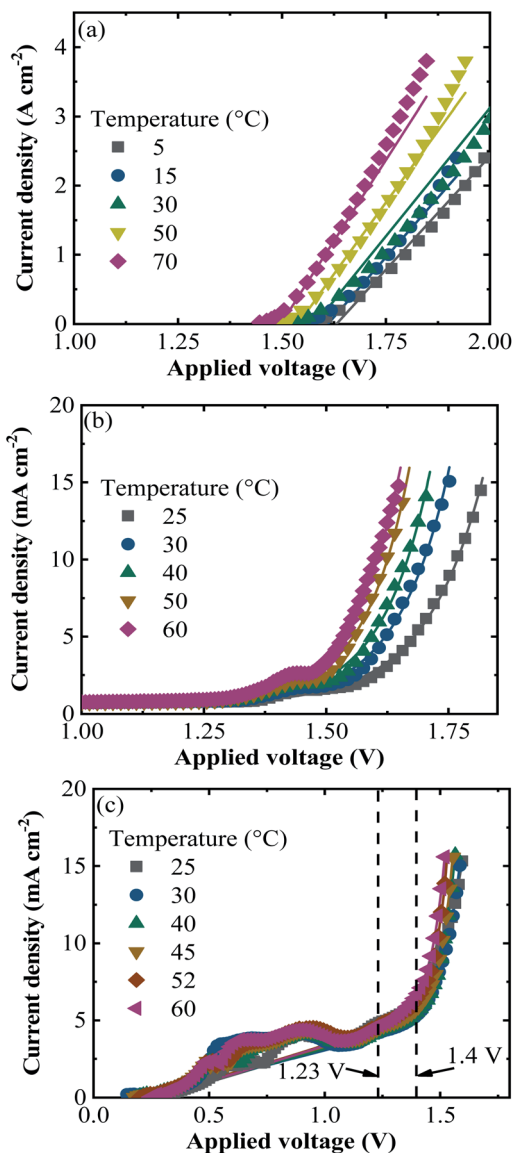 (a)
Current density (A cm⁻²)
4
3
2
1
0
Temperature (°C)
5
15
30
50
70
1.00 1.25 1.50 1.75 2.00
Applied voltage (V)
(b)
Current density (mA cm⁻²)
20
15
10
5
0
Temperature (°C)
25
30
40
50
60
1.00 1.25 1.50 1.75
Applied voltage (V)
(c)
Current density (mA cm⁻²)
20
15
10
5
0
Temperature (°C)
25
30
40
45
52
60
1.23 V
1.4 V
0.0 0.5 1.0 1.5
Applied voltage (V)